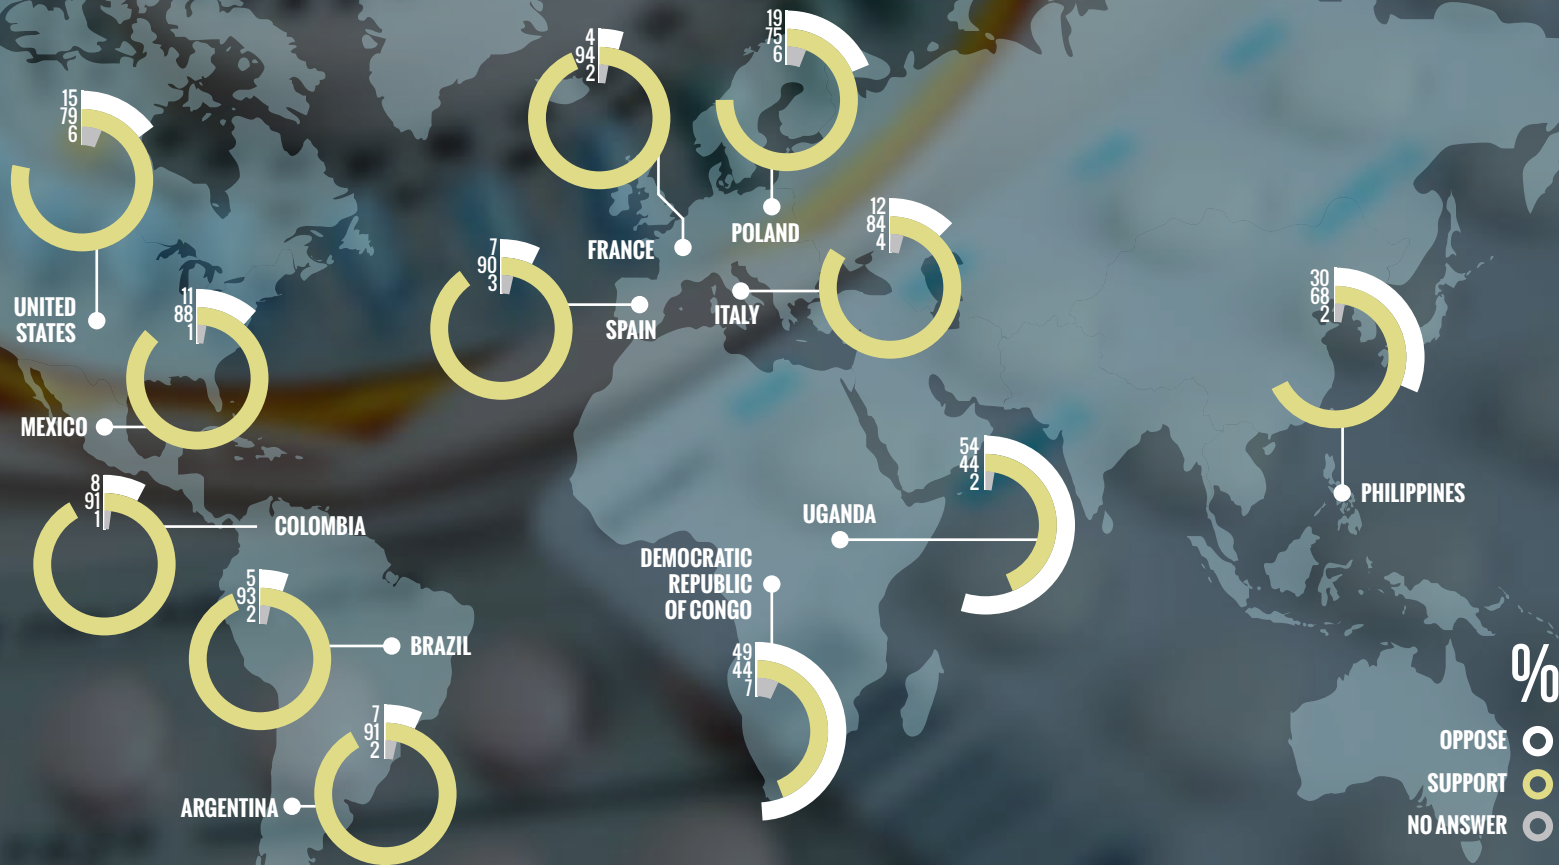 19
75
6
4
94
2
15
79
6
12
84
4
POLAND
FRANCE
7
90
3
30
68
2
UNITED
STATES
11
88
1
SPAIN
ITALY
MEXICO
54
44
2
8
91
1
PHILIPPINES
UGANDA
COLOMBIA
DEMOCRATIC
REPUBLIC
OF CONGO
5
93
2
BRAZIL
49
44
7
7
91
2
ARGENTINA
%
OPPOSE
SUPPORT
NO ANSWER